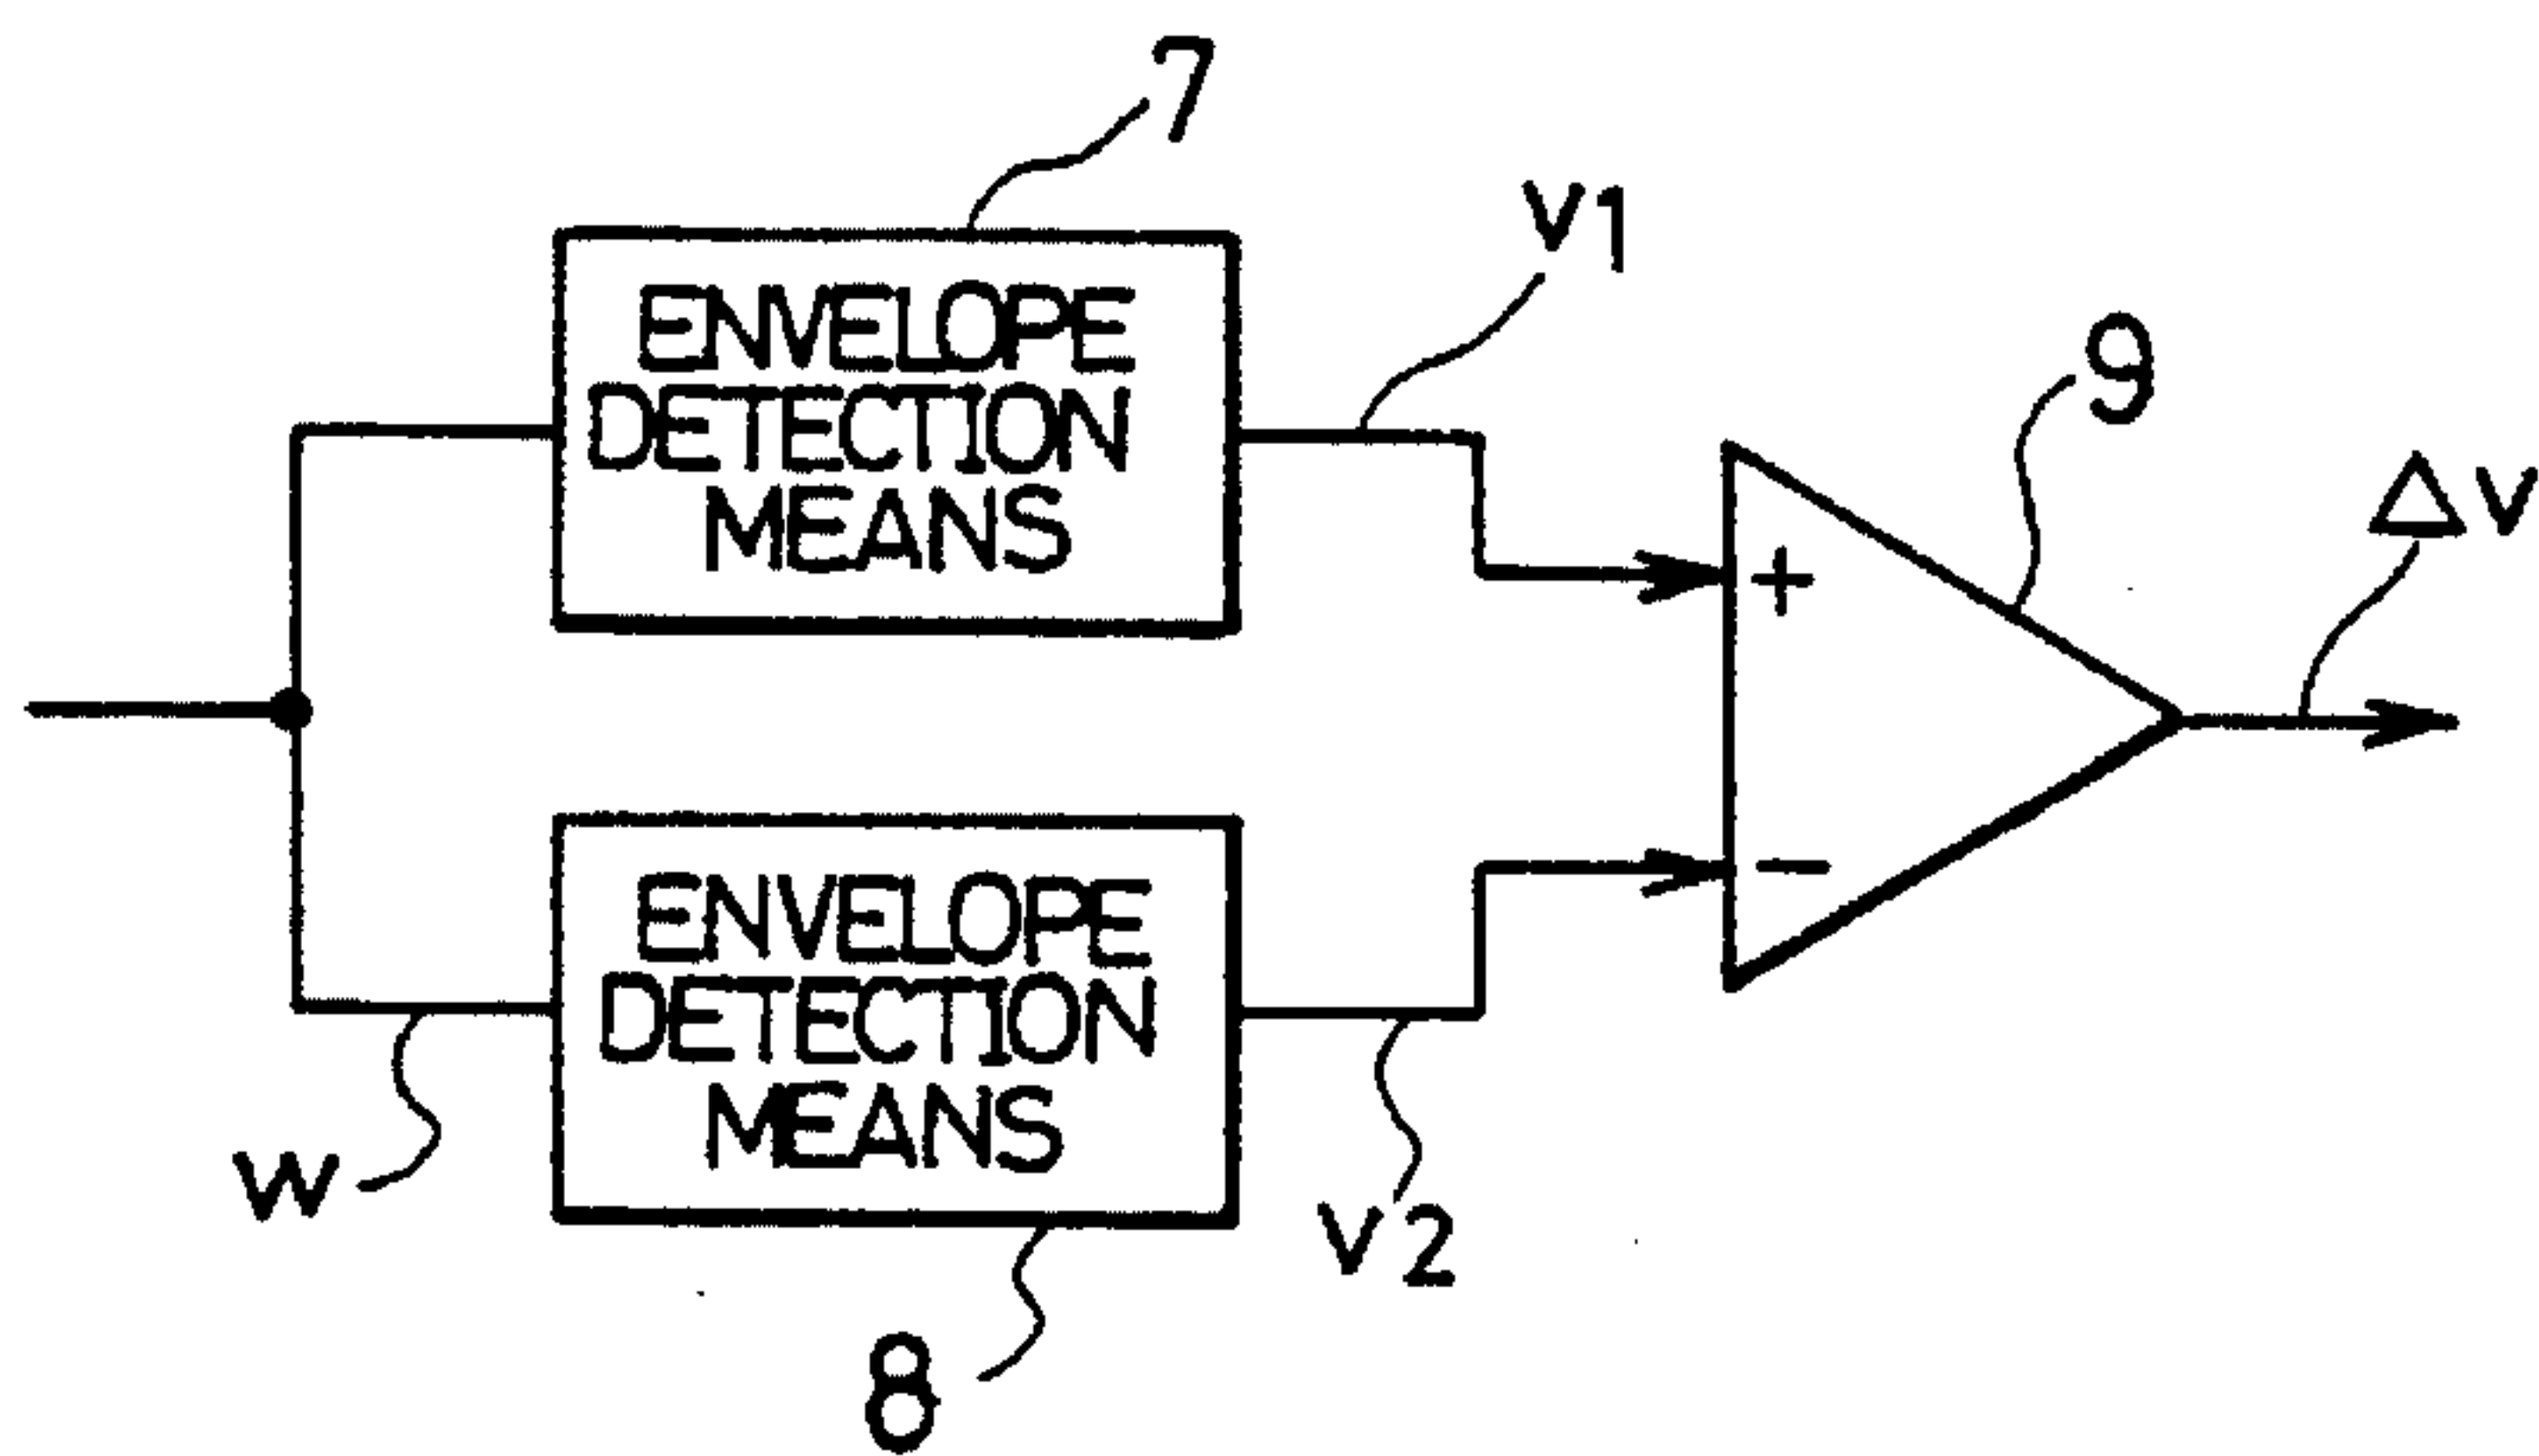 7
V1
ENVELOPE
DETECTION
MEANS
9
ΔV
+
−
ENVELOPE
DETECTION
MEANS
W
V2
8